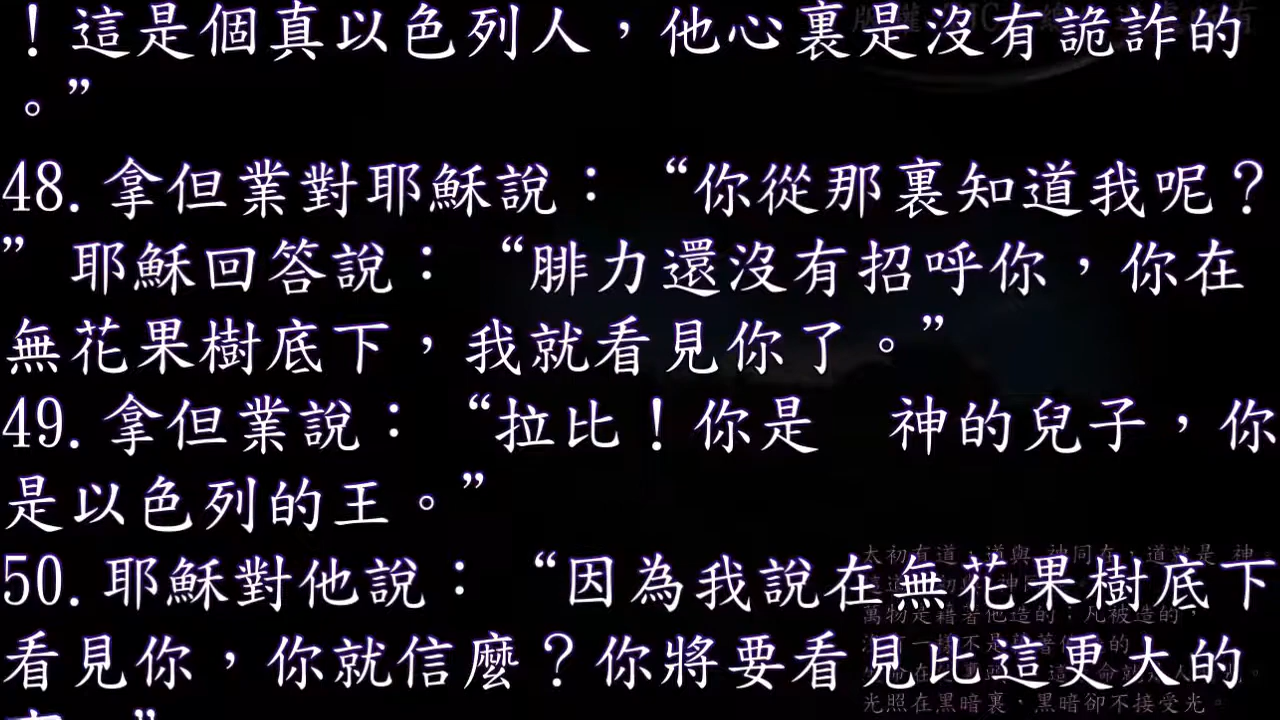 ！這是個真以色列人，他心裏是沒有詭詐的
。”
48. 拿但業對耶穌說：“你從那裏知道我呢？
”耶穌回答說：“腓力還沒有招呼你，你在
無花果樹底下，我就看見你了。”
49. 拿但業說：“拉比！你是　神的兒子，你
是以色列的王。”
50. 耶穌對他說：“因為我說在無花果樹底下
看見你，你就信麼？你將要看見比這更大的
太初有道，道與 神同在，道就是 神。
萬物是藉著他造的；凡被造的，
光照在黑暗裏，黑暗卻不接受光。